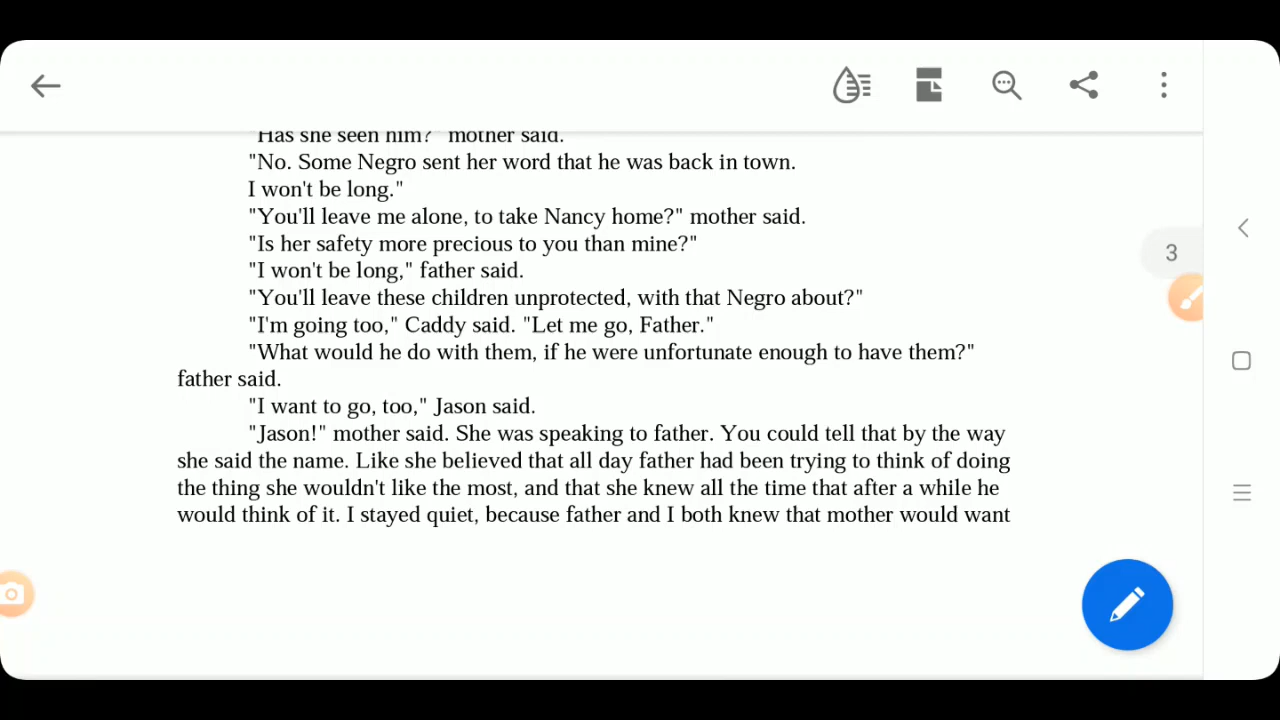 "Has she seen him?" mother said.
"No. Some Negro sent her word that he was back in town.
I won't be long."
"You'll leave me alone, to take Nancy home?" mother said.
"Is her safety more precious to you than mine?"
"I won't be long," father said.
"You'll leave these children unprotected, with that Negro about?"
"I'm going too," Caddy said. "Let me go, Father."
"What would he do with them, if he were unfortunate enough to have them?"
father said.
"I want to go, too," Jason said.
"Jason!" mother said. She was speaking to father. You could tell that by the way
she said the name. Like she believed that all day father had been trying to think of doing
the thing she wouldn't like the most, and that she knew all the time that after a while he
would think of it. I stayed quiet, because father and I both knew that mother would want
3